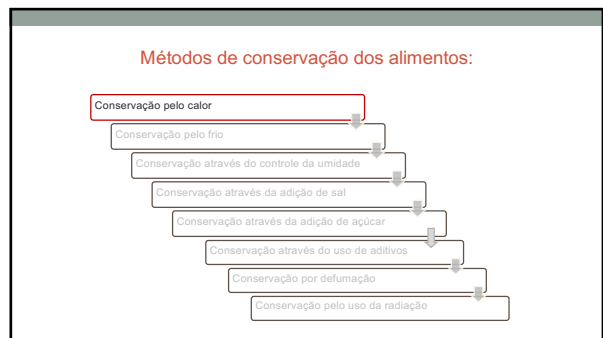 Métodos de conservação dos alimentos:
Conservação pelo calor
Conservação pelo frio
Conservação através do controle da umidade
Conservação através da adição de sal
Conservação através da adição de açúcar
Conservação através do uso de aditivos
Conservação por defumação
Conservação pelo uso da radiação